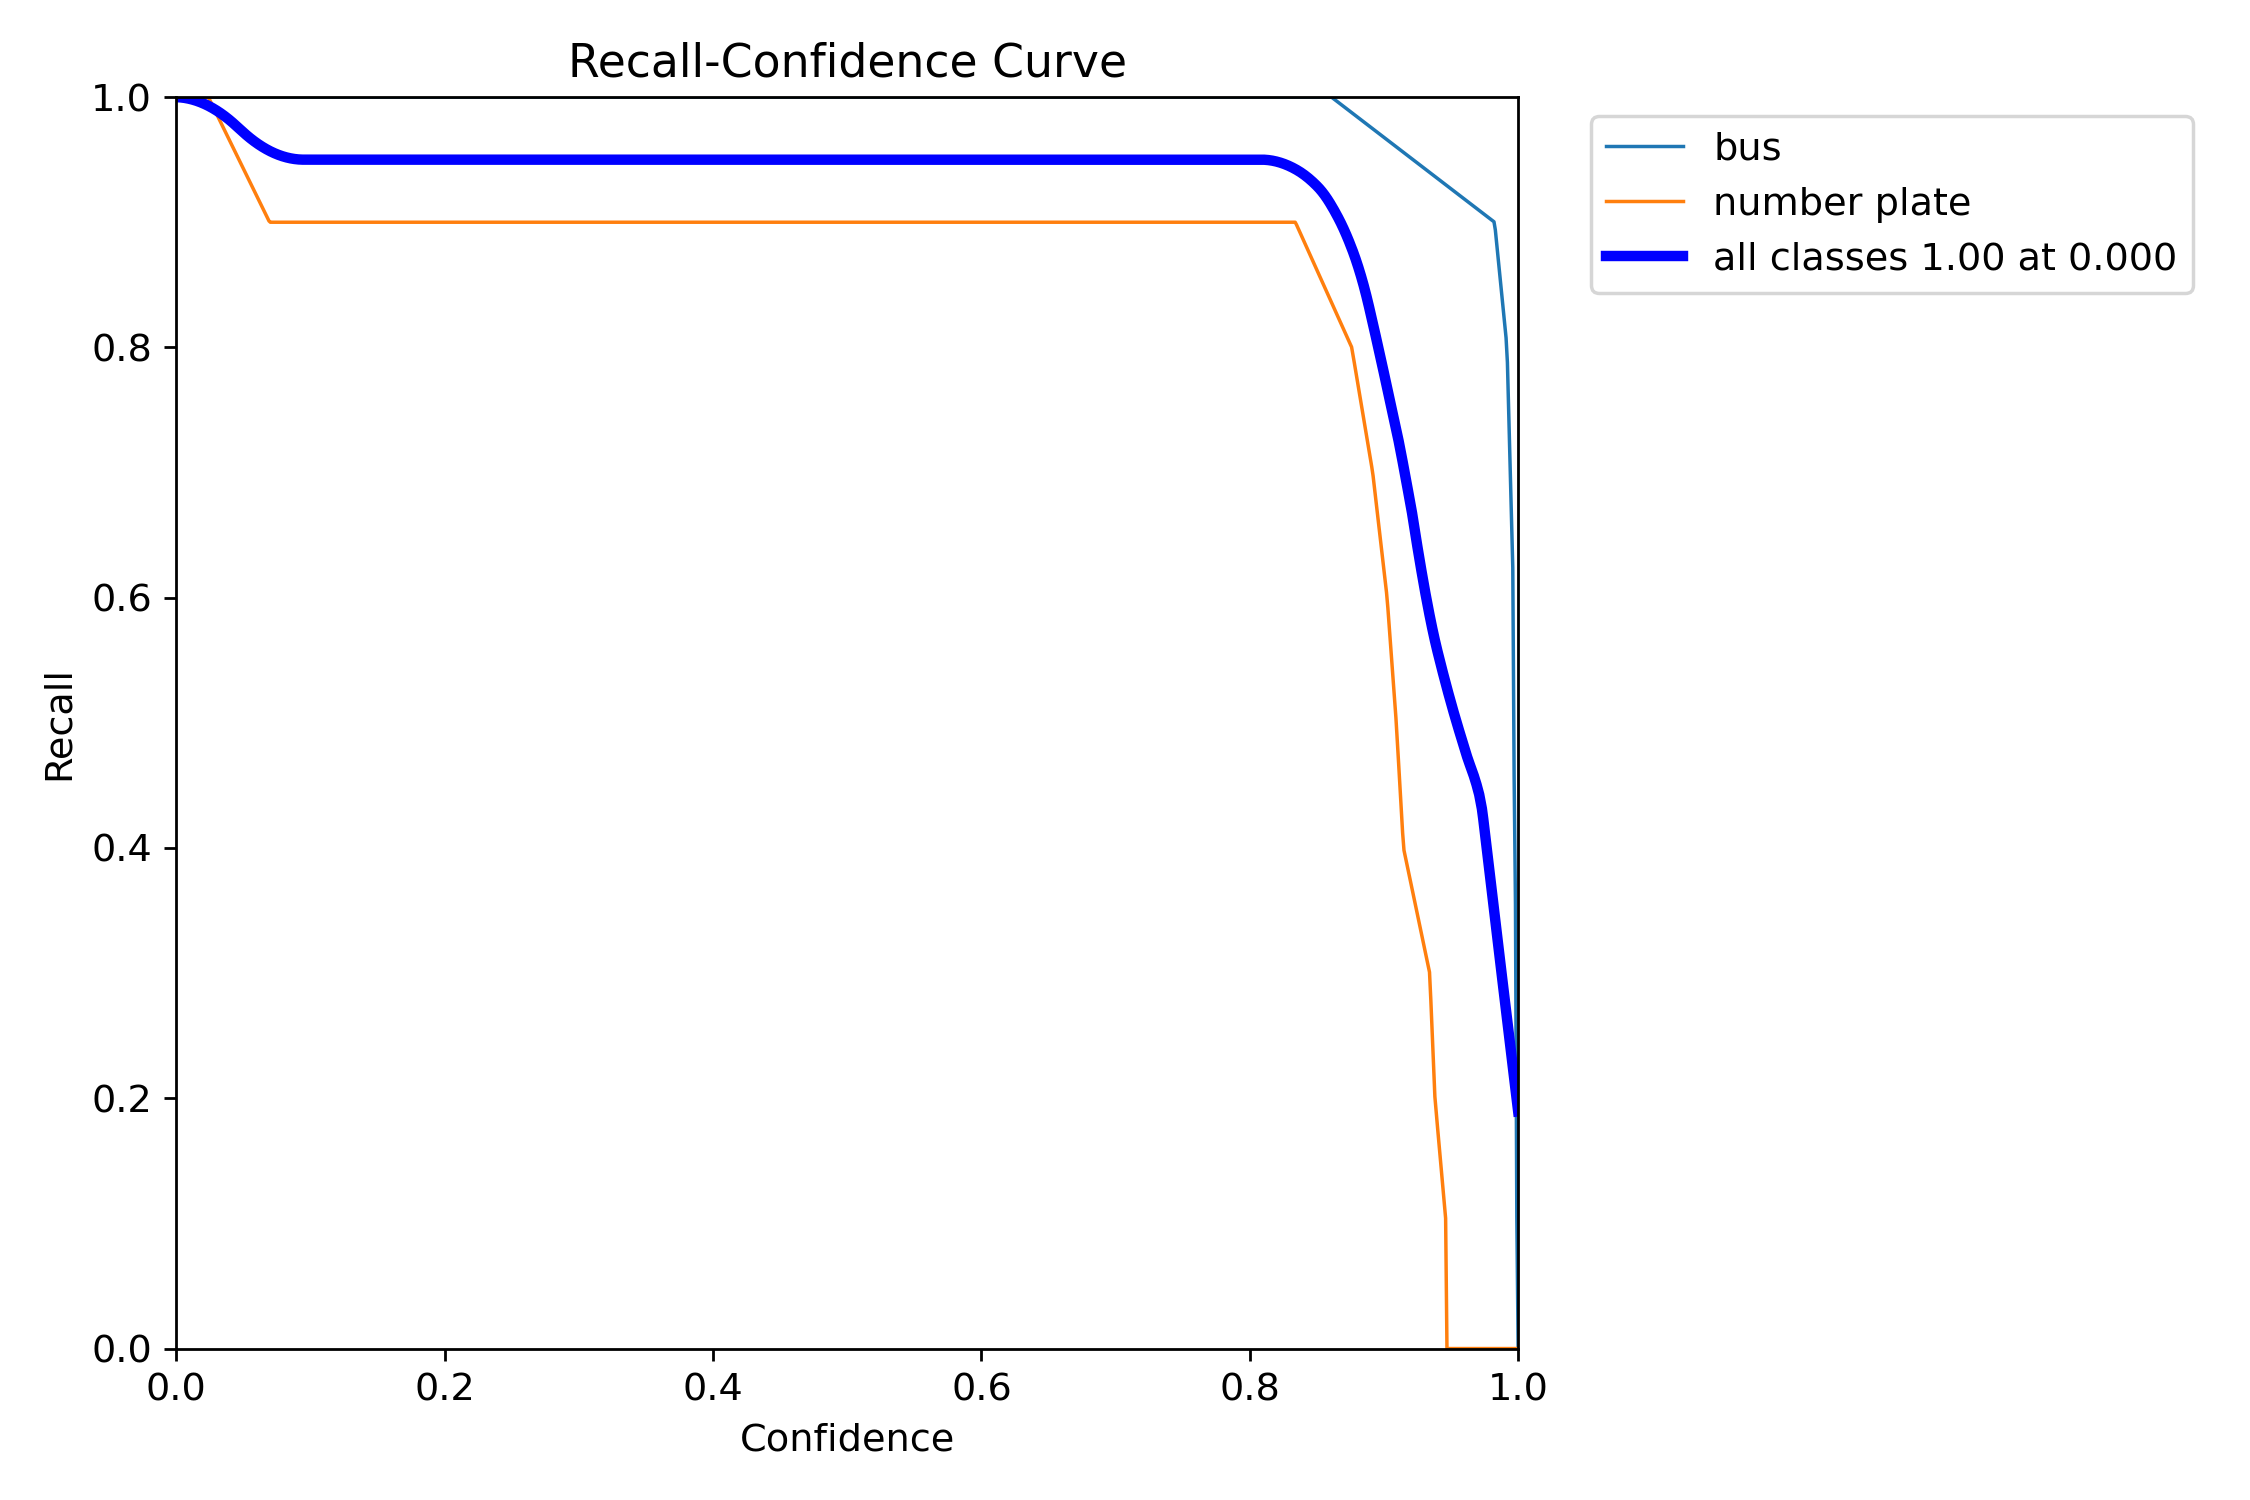 Recall-Confidence Curve
1.0
0.8
0.6
0.4
0.2
0.0
Recall
0.0 0.2 0.4 0.6 0.8 1.0
Confidence
bus
number plate
all classes 1.00 at 0.000